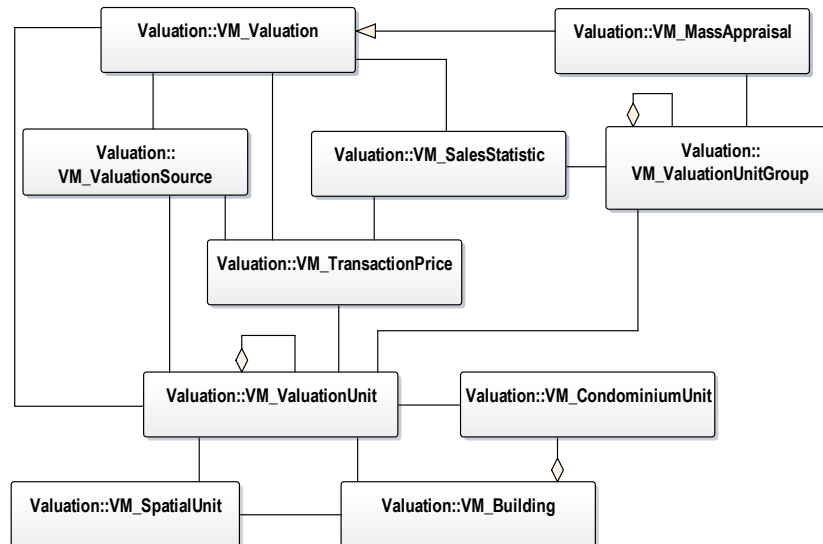 Valuation::VM_Valuation
Valuation::VM_MassAppraisal
Valuation::
VM_ValuationSource
Valuation::VM_SalesStatistic
Valuation::
VM_ValuationUnitGroup
Valuation::VM_TransactionPrice
Valuation::VM_ValuationUnit
Valuation::VM_CondominiumUnit
Valuation::VM_SpatialUnit
Valuation::VM_Building